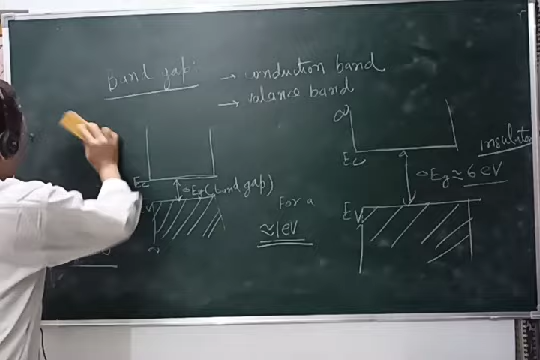 Band gap: → conduction band
→ valance band
Ec
Eg (band gap)
For a
≈1eV
Ec
Eg ≈ 6 eV
insulator
Ev